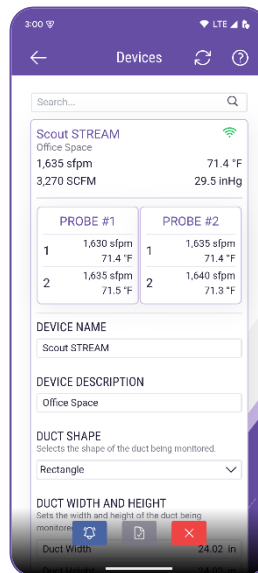 3:00 LTE
Devices
Search...
Scout STREAM
Office Space
1,635 sfpm 71.4 °F
3,270 SCFM 29.5 inHg
PROBE #1 PROBE #2
1 1,630 sfpm 71.4 °F 1 1,635 sfpm 71.4 °F
2 1,635 sfpm 71.5 °F 2 1,640 sfpm 71.3 °F
DEVICE NAME
Scout STREAM
DEVICE DESCRIPTION
Office Space
DUCT SHAPE
Selects the shape of the duct being monitored.
Rectangle
DUCT WIDTH AND HEIGHT
Sets the width and height of the duct being
Duct Width 24.02 in